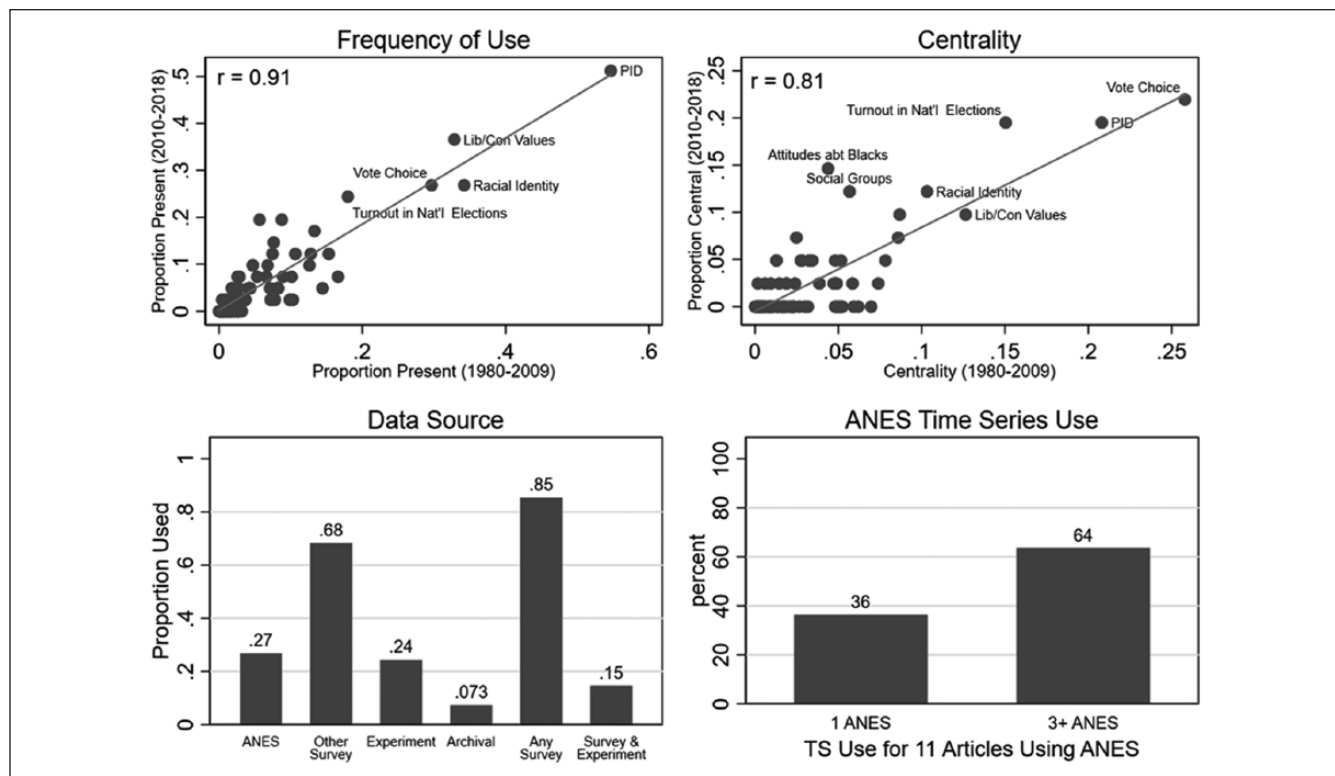 Frequency of Use
r = 0.91
PID
Lib/Con Values
Vote Choice
Racial Identity
Turnout in Nat'l Elections
Proportion Present (2010-2018)
.5
.4
.3
.2
.1
0
0
.2
.4
.6
Proportion Present (1980-2009)
Centrality
r = 0.81
Vote Choice
Turnout in Nat'l Elections
PID
Attitudes abt Blacks
Social Groups
Racial Identity
Lib/Con Values
Proportion Central (2010-2018)
.25
.20
.15
.10
.05
0
0
.05
.1
.15
.2
.25
Centrality (1980-2009)
Data Source
Proportion Used
1
.8
.6
.4
.2
0
.27
.68
.24
.073
.85
.15
ANES
Other
Survey
Experiment
Archival
Any
Survey
Survey &
Experiment
ANES Time Series Use
percent
100
80
60
40
20
0
36
64
1 ANES
3+ ANES
TS Use for 11 Articles Using ANES